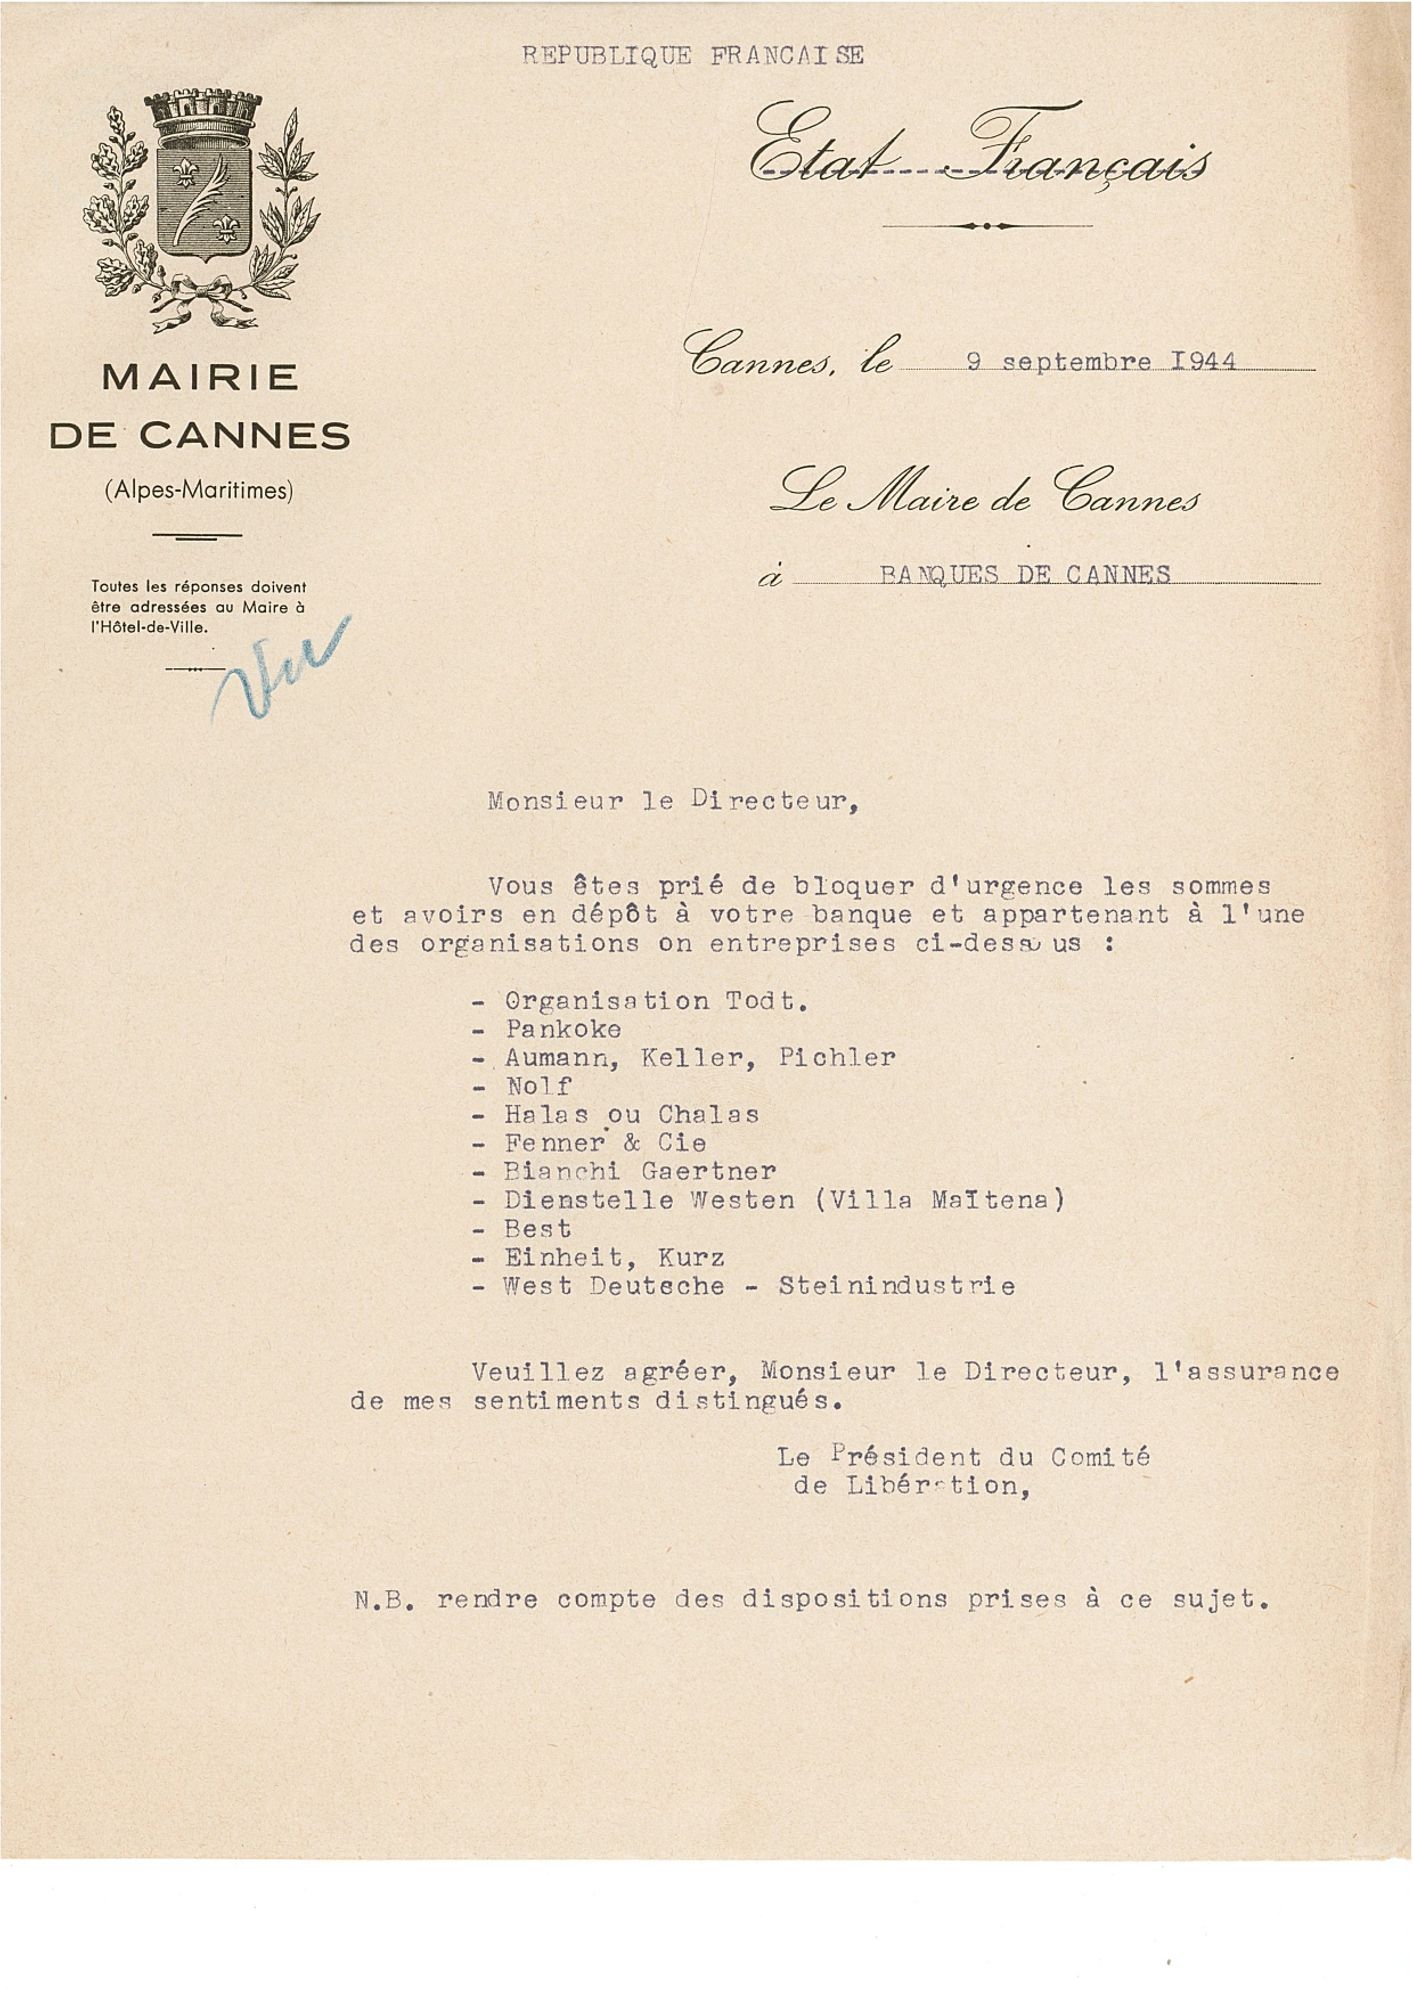 REPUBLIQUE FRANCAISE
Etat Français
MAIRIE
DE CANNES
(Alpes-Maritimes)
Toutes les réponses doivent
être adressées au Maire à
l'Hôtel-de-Ville.
Vu
Cannes, le 9 septembre I944
Le Maire de Cannes
à BANQUES DE CANNES
Monsieur le Directeur,
Vous êtes prié de bloquer d'urgence les sommes
et avoirs en dépôt à votre banque et appartenant à l'une
des organisations on entreprises ci-dessous :
- Organisation Todt.
- Pankoke
- Aumann, Keller, Pichler
- Nolf
- Halas ou Chalas
- Fenner & Cie
- Bianchi Gaertner
- Dienstelle Westen (Villa Maïtena)
- Best
- Einheit, Kurz
- West Deutsche - Steinindustrie
Veuillez agréer, Monsieur le Directeur, l'assurance
de mes sentiments distingués.
Le Président du Comité
de Libération,
N.B. rendre compte des dispositions prises à ce sujet.